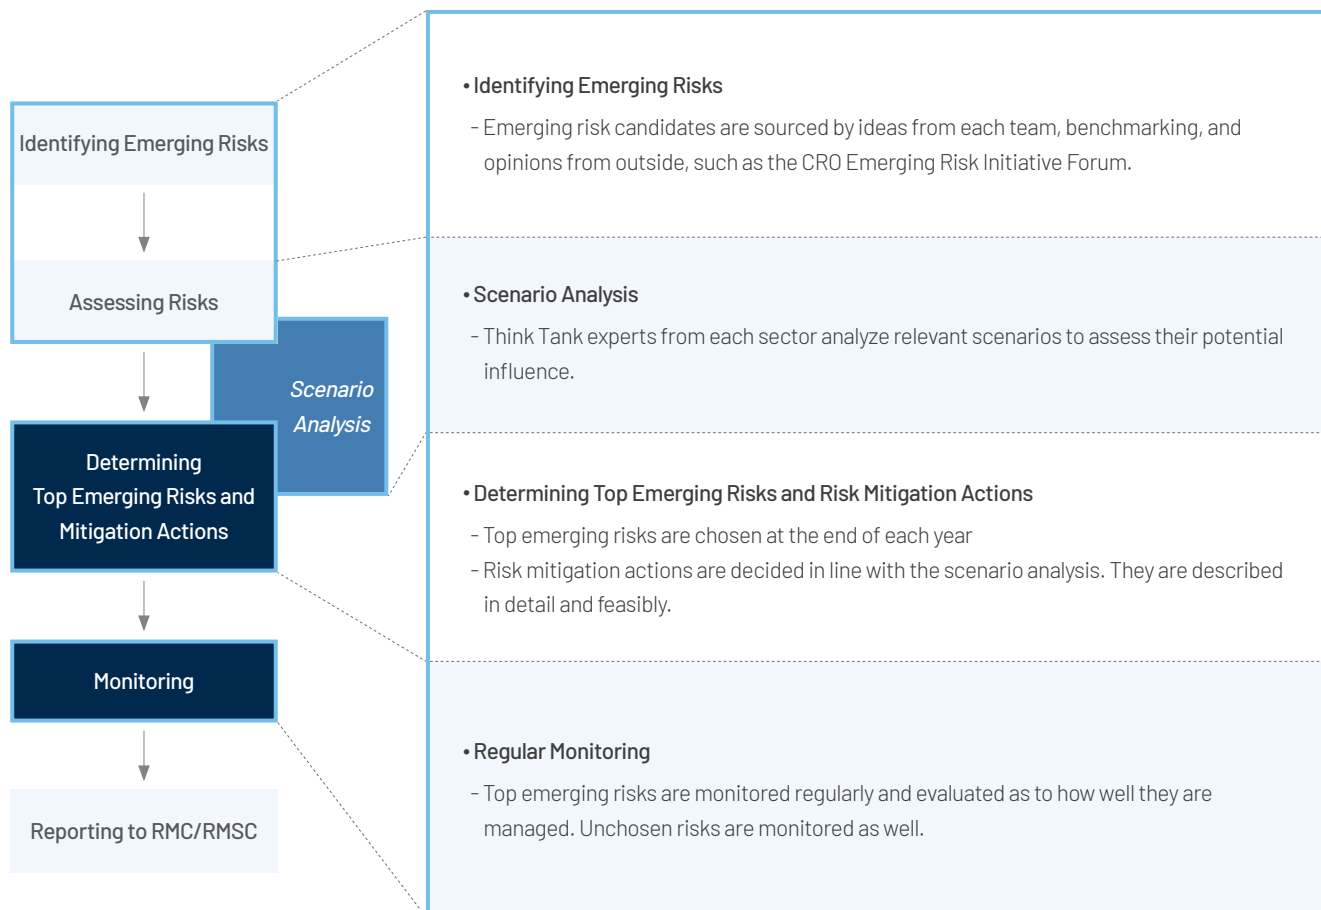 Identifying Emerging Risks
Assessing Risks
Scenario
Analysis
Determining
Top Emerging Risks and
Mitigation Actions
Monitoring
Reporting to RMC/RMSC
• Identifying Emerging Risks
- Emerging risk candidates are sourced by ideas from each team, benchmarking, and
opinions from outside, such as the CRO Emerging Risk Initiative Forum.
• Scenario Analysis
- Think Tank experts from each sector analyze relevant scenarios to assess their potential
influence.
• Determining Top Emerging Risks and Risk Mitigation Actions
- Top emerging risks are chosen at the end of each year
- Risk mitigation actions are decided in line with the scenario analysis. They are described
in detail and feasibly.
• Regular Monitoring
- Top emerging risks are monitored regularly and evaluated as to how well they are
managed. Unchosen risks are monitored as well.